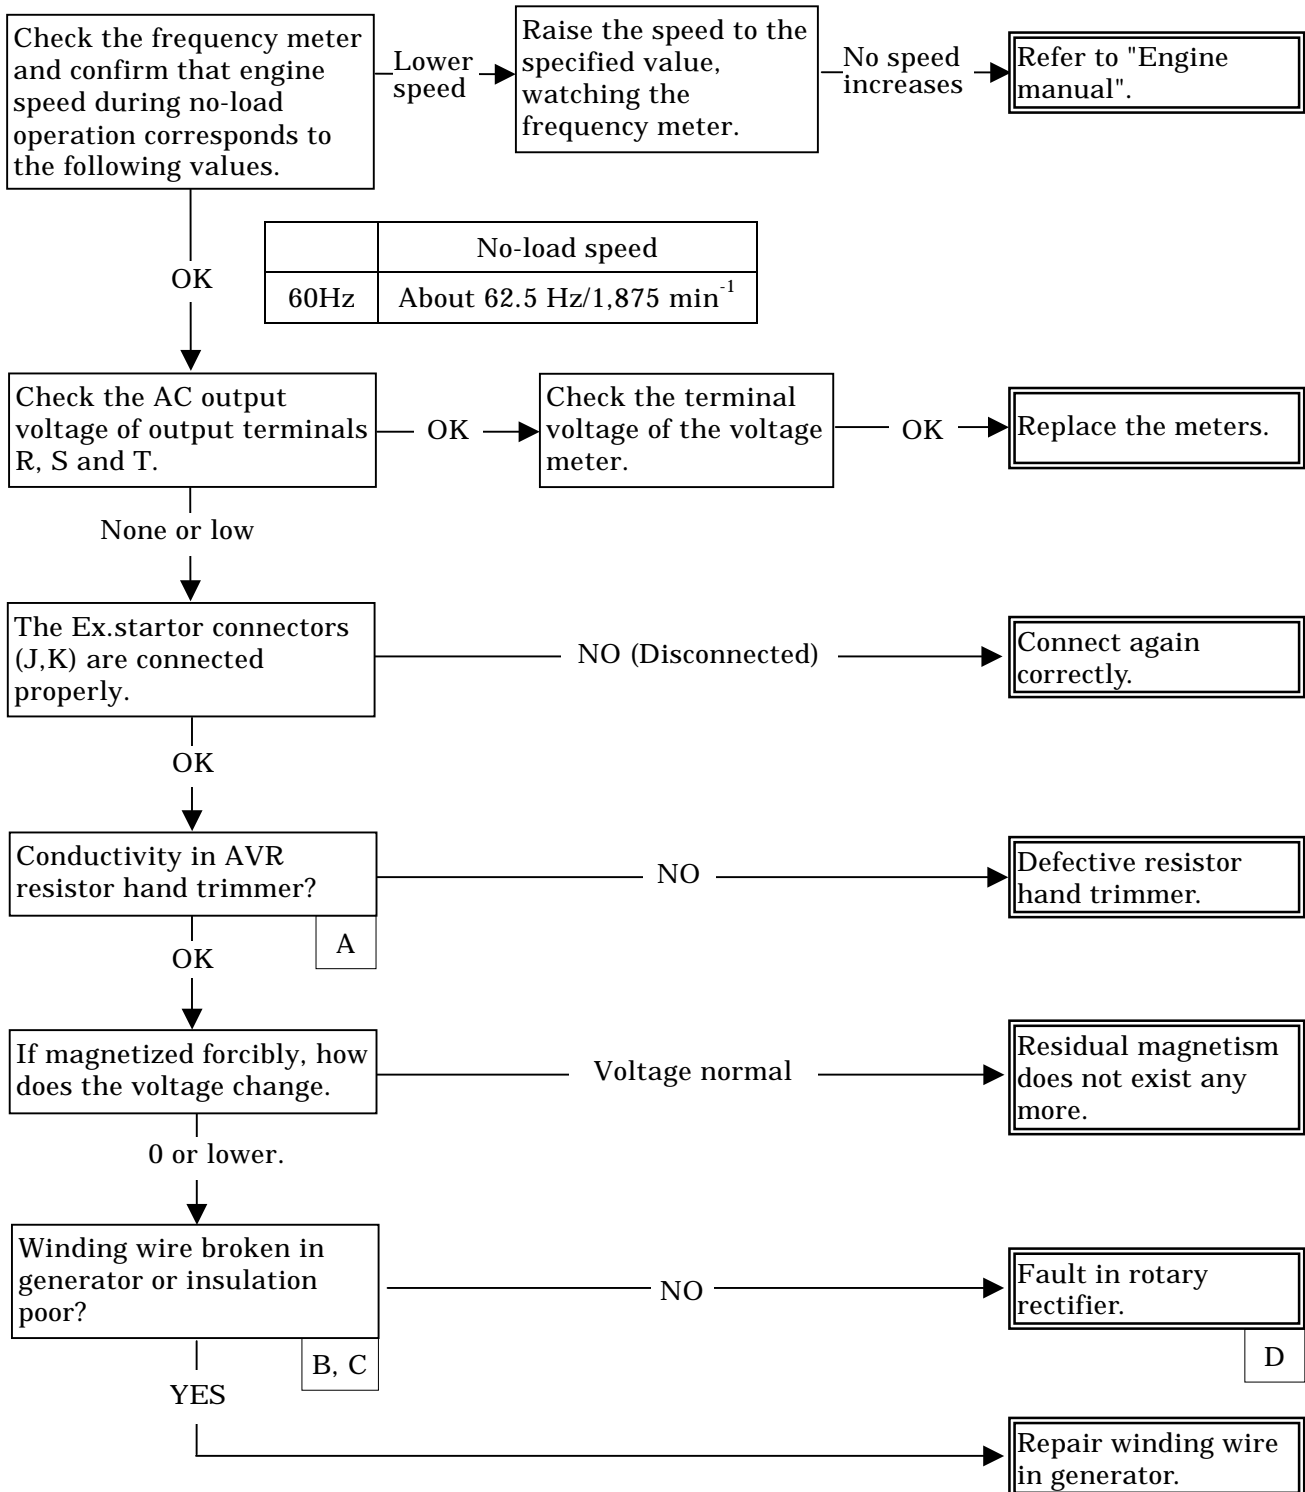 Check the frequency meter
and confirm that engine
speed during no-load
operation corresponds to
the following values.
Lower
speed
Raise the speed to the
specified value,
watching the
frequency meter.
No speed
increases
Refer to "Engine
manual".
OK
No-load speed
60Hz
About 62.5 Hz/1,875 min⁻¹
Check the AC output
voltage of output terminals
R, S and T.
OK
Check the terminal
voltage of the voltage
meter.
OK
Replace the meters.
None or low
The Ex.startor connectors
(J,K) are connected
properly.
NO (Disconnected)
Connect again
correctly.
OK
Conductivity in AVR
resistor hand trimmer?
A
NO
Defective resistor
hand trimmer.
OK
If magnetized forcibly, how
does the voltage change.
Voltage normal
Residual magnetism
does not exist any
more.
0 or lower.
Winding wire broken in
generator or insulation
poor?
B, C
NO
Fault in rotary
rectifier.
D
YES
Repair winding wire
in generator.